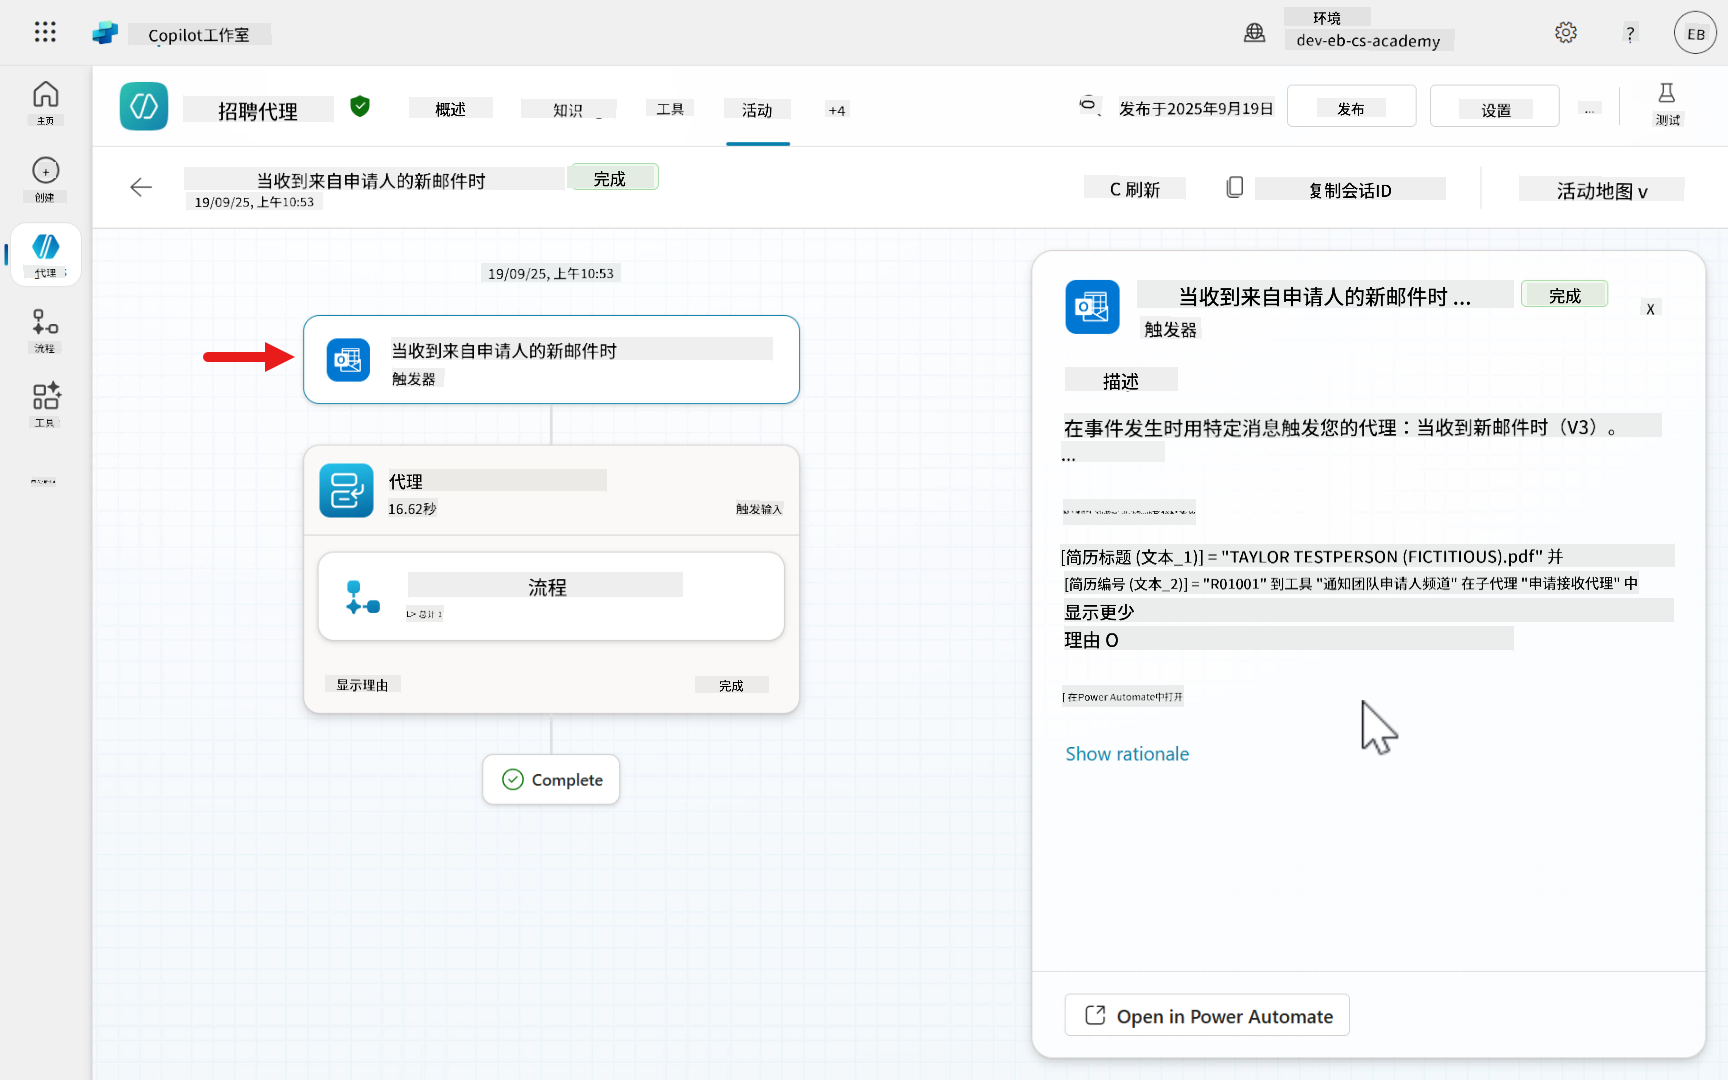 Copilot工作室
环境
dev-eb-cs-academy
?
EB
主页
创建
代理
流程
工具
招聘代理
概述
知识
工具
活动
+4
发布于2025年9月19日
发布
设置
...
测试
当收到来自申请人的新邮件时
完成
19/09/25, 上午10:53
C 刷新
复制会话ID
活动地图 v
19/09/25, 上午10:53
当收到来自申请人的新邮件时
触发器
代理
16.62秒
触发输入
流程
L> 总计 1
显示理由
完成
Complete
当收到来自申请人的新邮件时 ...
完成
X
触发器
描述
在事件发生时用特定消息触发您的代理：当收到新邮件时（V3）。
...
[简历标题 (文本_1)] = "TAYLOR TESTPERSON (FICTITIOUS).pdf" 并
[简历编号 (文本_2)] = "R01001" 到工具 "通知团队申请人频道" 在子代理 "申请接收代理" 中
显示更少
理由 O
[ 在Power Automate中打开
Show rationale
Open in Power Automate